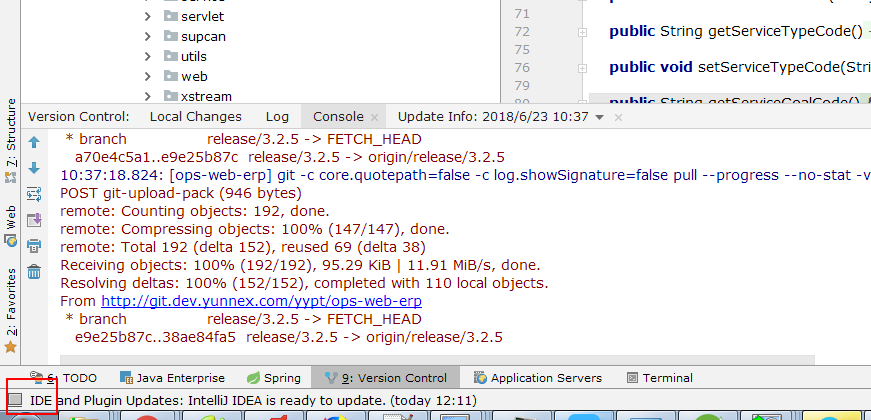 servlet
supcan
utils
web
xstream
71
72
75
76
79
public String getServiceTypeCode()
public void setServiceTypeCode(Stri
public String getServiceGoalCode()
7: Structure
Web
2: Favorites
Version Control: Local Changes Log Console Update Info: 2018/6/23 10:37
* branch release/3.2.5 -> FETCH_HEAD
a70e4c5a1..e9e25b87c release/3.2.5 -> origin/release/3.2.5
10:37:18.824: [ops-web-erp] git -c core.quotepath=false -c log.showSignature=false pull --progress --no-stat -v
POST git-upload-pack (946 bytes)
remote: Counting objects: 192, done.
remote: Compressing objects: 100% (147/147), done.
remote: Total 192 (delta 152), reused 69 (delta 38)
Receiving objects: 100% (192/192), 95.29 KiB | 11.91 MiB/s, done.
Resolving deltas: 100% (152/152), completed with 110 local objects.
From http://git.dev.yunnex.com/yypt/ops-web-erp
* branch release/3.2.5 -> FETCH_HEAD
e9e25b87c..38ae84fa5 release/3.2.5 -> origin/release/3.2.5
6: TODO Java Enterprise Spring 9: Version Control Application Servers Terminal
IDE and Plugin Updates: IntelliJ IDEA is ready to update. (today 12:11)